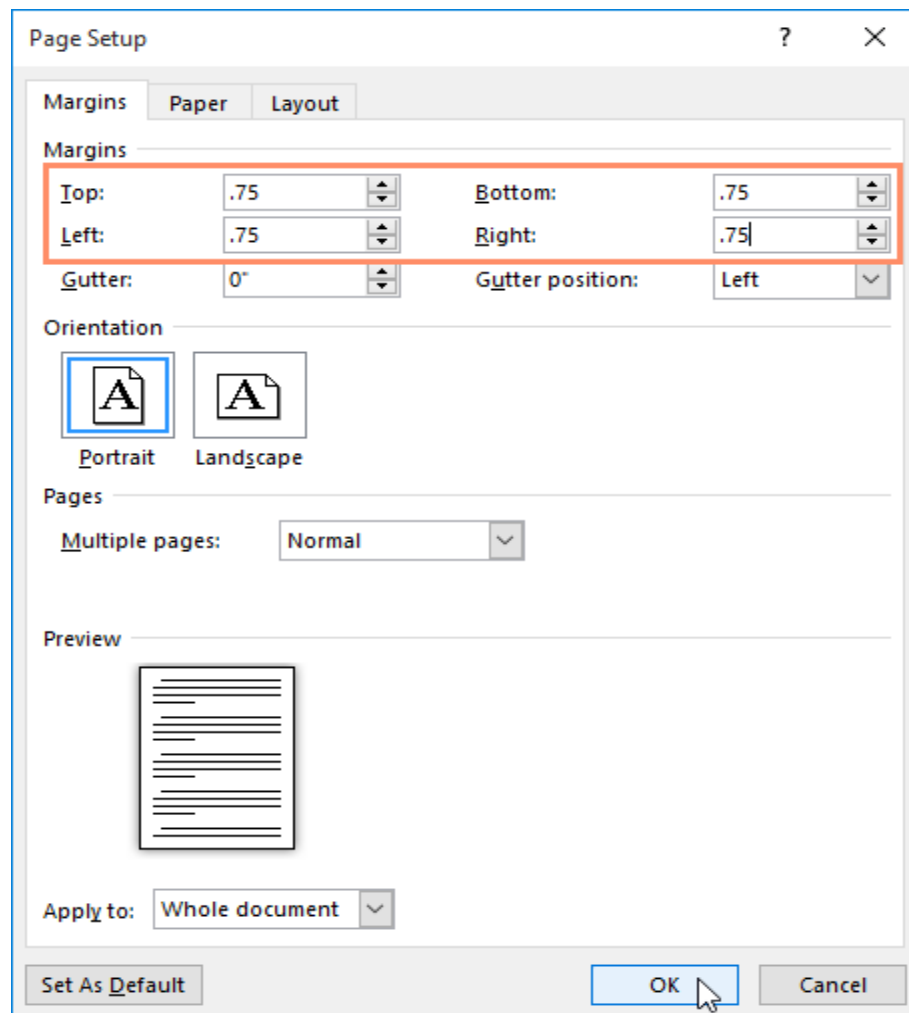 Page Setup ?
Margins Paper Layout
Margins
Top: .75 Bottom: .75
Left: .75 Right: .75
Gutter: 0" Gutter position: Left
Orientation
A A
Portrait Landscape
Pages
Multiple pages: Normal
Preview
Apply to: Whole document
Set As Default OK Cancel